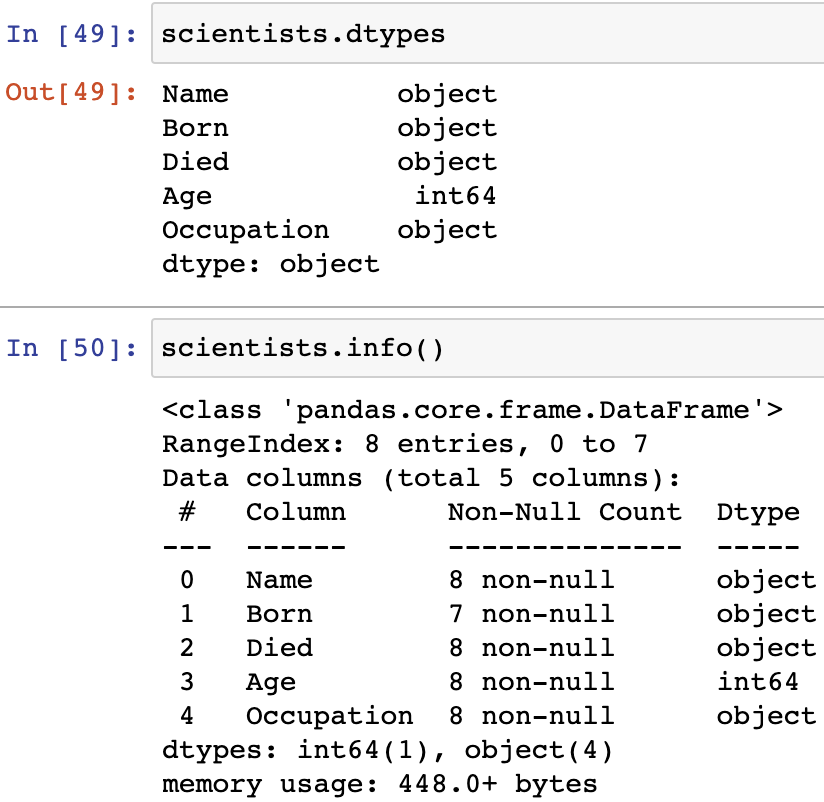 In [49]: scientists.dtypes
Out[49]: Name          object
Born          object
Died          object
Age            int64
Occupation    object
dtype: object
In [50]: scientists.info()
<class 'pandas.core.frame.DataFrame'>
RangeIndex: 8 entries, 0 to 7
Data columns (total 5 columns):
 #   Column      Non-Null Count  Dtype
---  ------      --------------  -----
 0   Name        8 non-null      object
 1   Born        7 non-null      object
 2   Died        8 non-null      object
 3   Age         8 non-null      int64
 4   Occupation  8 non-null      object
dtypes: int64(1), object(4)
memory usage: 448.0+ bytes